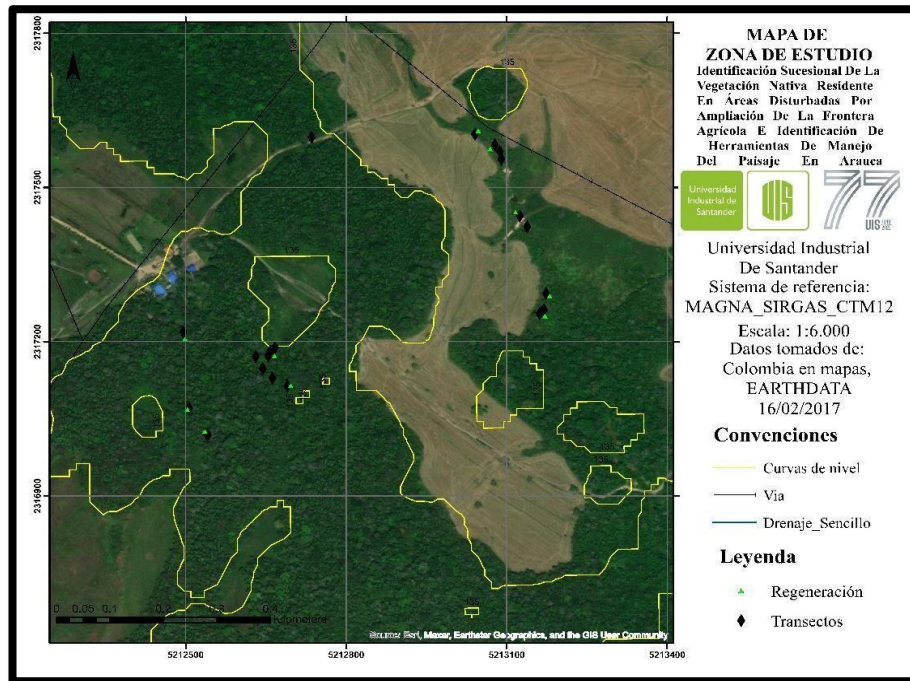 MAPA DE
ZONA DE ESTUDIO
Identificación Sucesional De La
Vegetación Nativa Residente
En Áreas Disturbadas Por
Ampliación De La Frontera
Agrícola E Identificación De
Herramientas De Manejo
Del Paisaje En Arauca
Universidad
Industrial de
Santander
UIS
77
UIS
Universidad Industrial
De Santander
Sistema de referencia:
MAGNA_SIRGAS_CTM12
Escala: 1:6.000
Datos tomados de:
Colombia en mapas,
EARTHDATA
16/02/2017
Convenciones
Curvas de nivel
Via
Drenaje_Sencillo
Leyenda
Regeneración
Transectos
2317800
2317500
2317200
2316900
135
135
135
0 0.05 0.1 0.2 0.3 0.4
Kilometers
Source: Esri, Maxar, Earthstar Geographics, and the GIS User Community
5212500
5212800
5213100
5213400